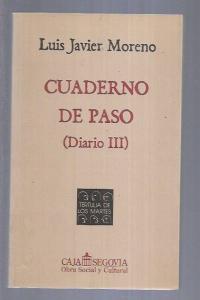 Luis Javier Moreno
CUADERNO
DE PASO
(Diario III)
TERTULIA DE
LOS MARTES
CAJA SEGOVIA
Obra Social y Cultural